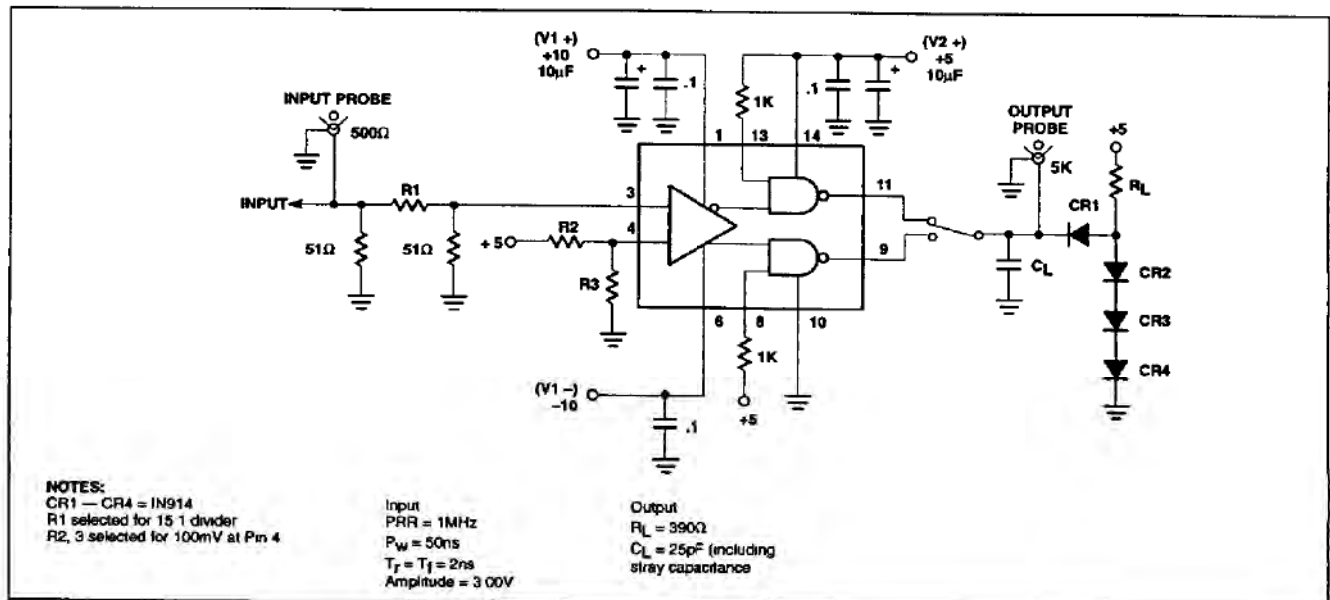 (V1 +)
+10
10µF
.1
(V2 +)
+5
10µF
.1
1K
INPUT PROBE
500Ω
OUTPUT
PROBE
5K
+5
RL
1
13
14
INPUT
R1
51Ω
51Ω
3
4
11
9
+5
R2
R3
CR1
CL
CR2
CR3
CR4
6
8
10
1K
+5
(V1 –)
–10
.1
NOTES:
CR1 — CR4 = IN914
R1 selected for 15 1 divider
R2, 3 selected for 100mV at Pin 4
Input
PRR = 1MHz
PW = 50ns
Tr = Tf = 2ns
Amplitude = 3 00V
Output
RL = 390Ω
CL = 25pF (including
stray capacitance